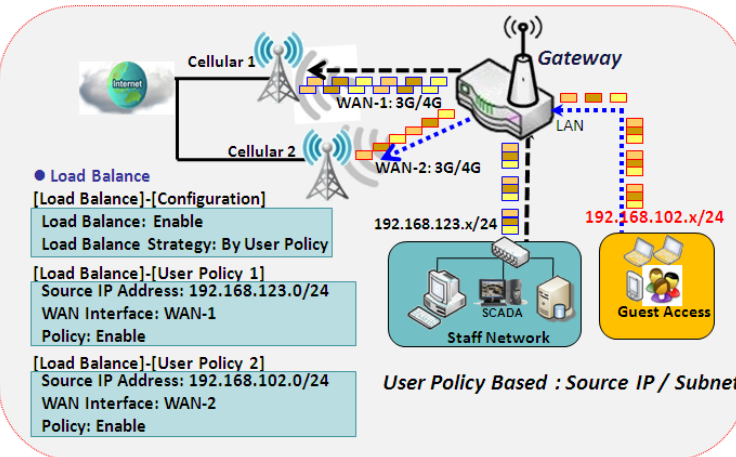 Gateway
Cellular 1
Internet
WAN-1: 3G/4G
LAN
Cellular 2
WAN-2: 3G/4G
● Load Balance
[Load Balance]-[Configuration]
Load Balance: Enable
Load Balance Strategy: By User Policy
192.168.123.x/24
192.168.102.x/24
[Load Balance]-[User Policy 1]
Source IP Address: 192.168.123.0/24
WAN Interface: WAN-1
Policy: Enable
SCADA
Staff Network
Guest Access
[Load Balance]-[User Policy 2]
Source IP Address: 192.168.102.0/24
WAN Interface: WAN-2
Policy: Enable
User Policy Based : Source IP / Subnet